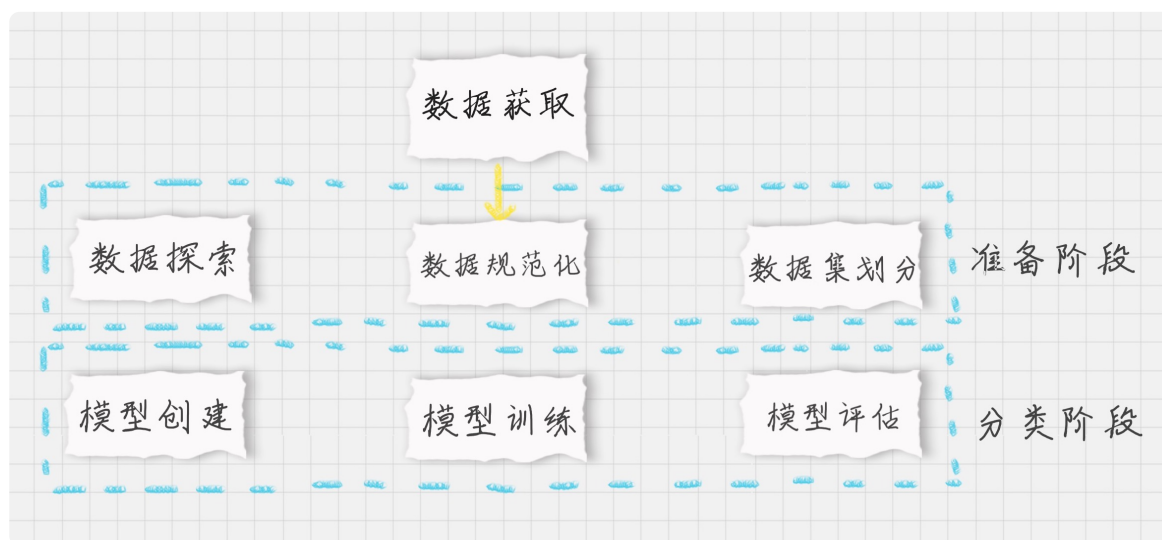 数据获取
数据探索
数据规范化
数据集划分
准备阶段
模型创建
模型训练
模型评估
分类阶段